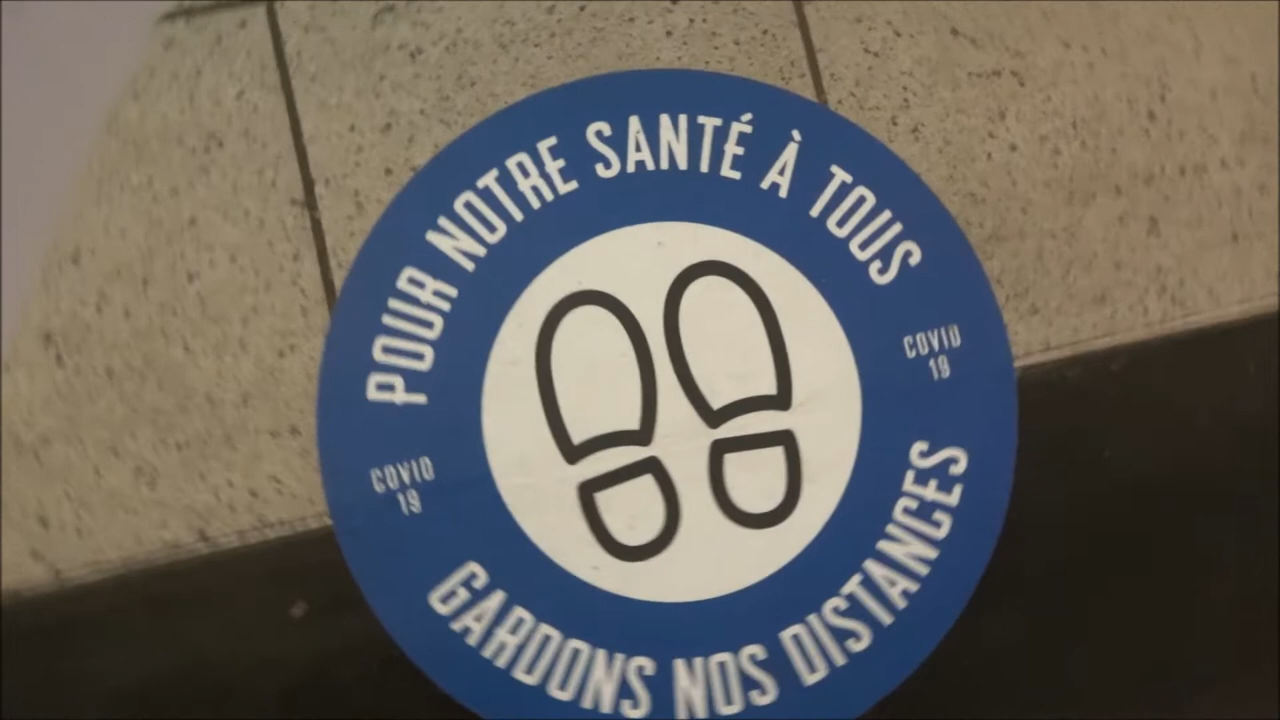 POUR NOTRE SANTÉ À TOUS
COVID
19
COVID
19
GARDONS NOS DISTANCES